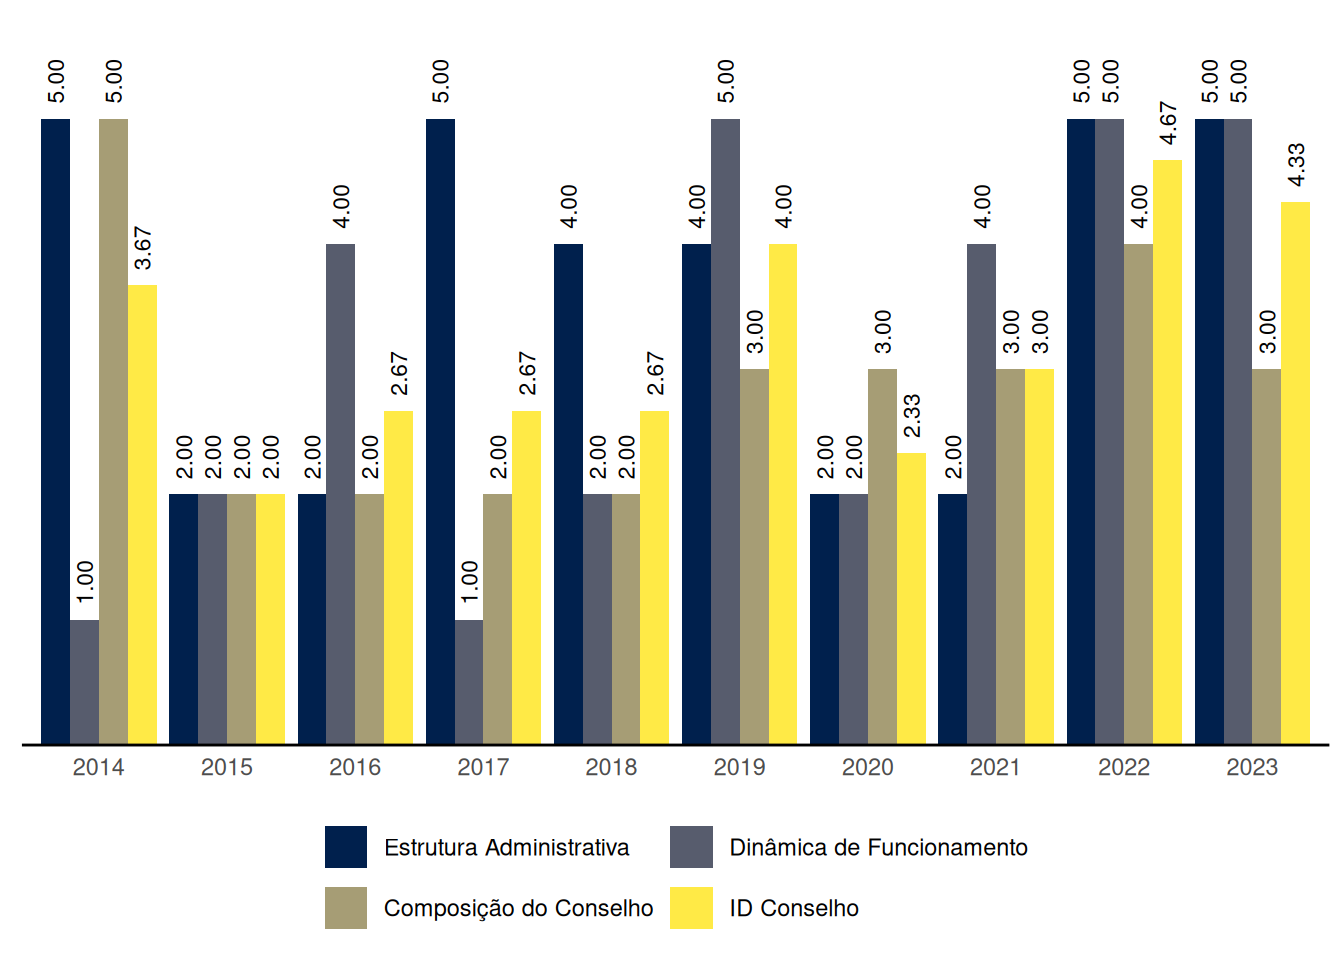 5.00 1.00 5.00 3.67
2.00 2.00 2.00 2.00
2.00 4.00 2.00 2.67
5.00 1.00 2.00 2.67
4.00 2.00 2.00 2.67
4.00 5.00 3.00 4.00
2.00 2.00 3.00 2.33
2.00 4.00 3.00 3.00
5.00 5.00 4.00 4.67
5.00 5.00 3.00 4.33
2014 2015 2016 2017 2018 2019 2020 2021 2022 2023
Estrutura Administrativa Dinâmica de Funcionamento
Composição do Conselho ID Conselho